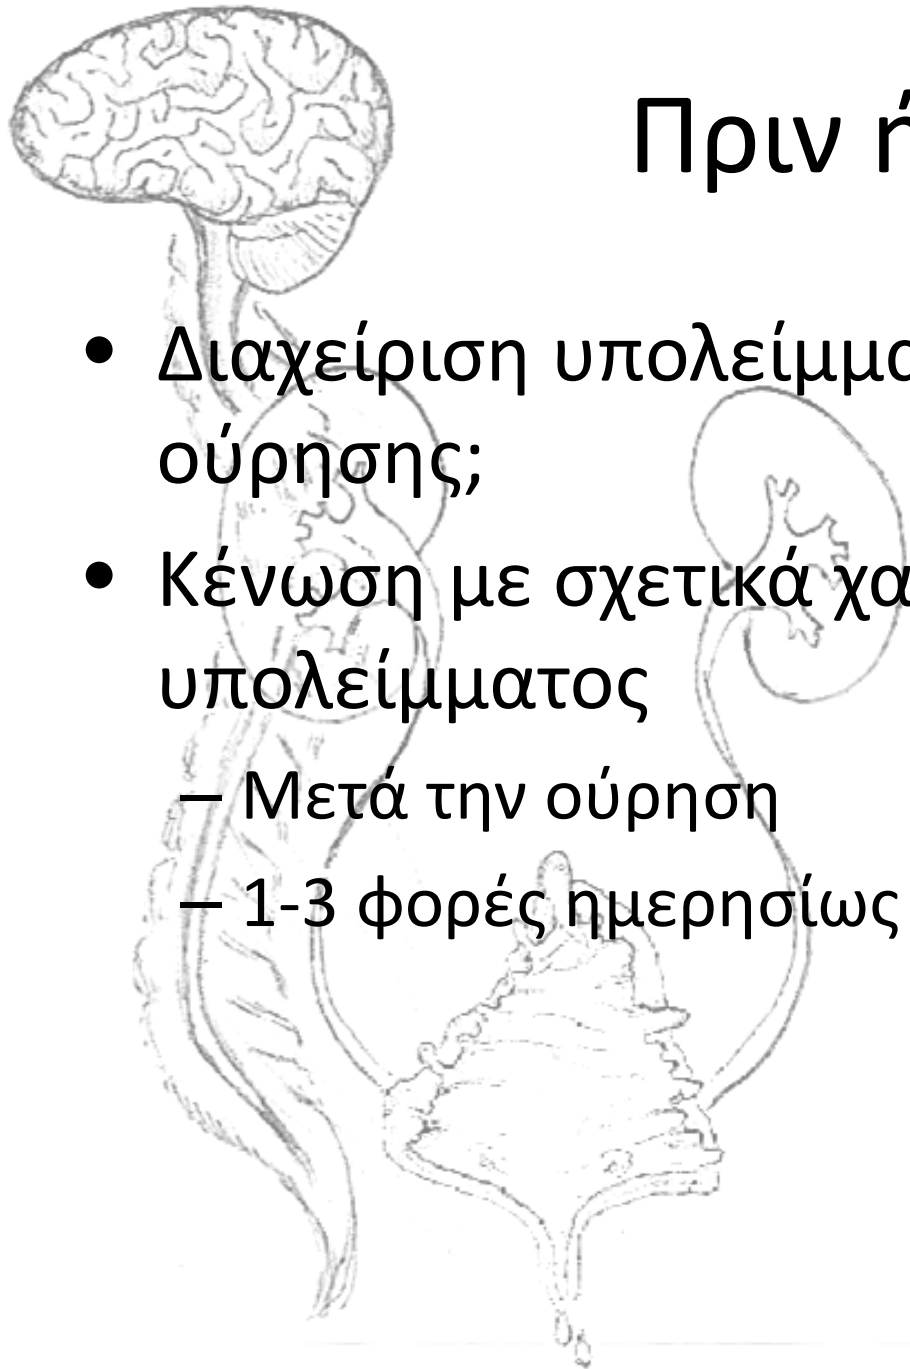 Πριν ή
• Διαχείριση υπολείμμα
ούρησης;
• Κένωση με σχετικά χα
υπολείμματος
– Μετά την ούρηση
– 1-3 φορές ημερησίως